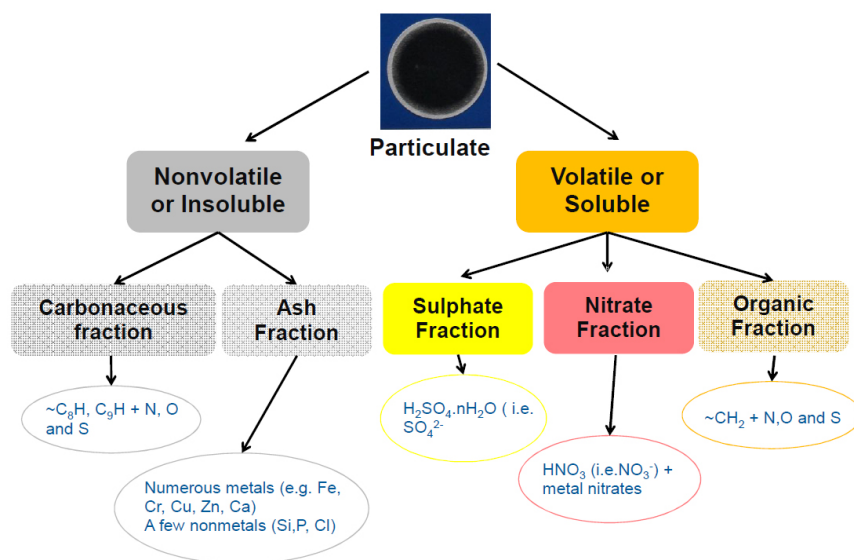 Particulate
Nonvolatile
or Insoluble
Volatile or
Soluble
Carbonaceous
fraction
Ash
Fraction
Sulphate
Fraction
Nitrate
Fraction
Organic
Fraction
~C₈H, C₉H + N, O
and S
H₂SO₄.nH₂O ( i.e.
SO₄²⁻
~CH₂ + N,O and S
HNO₃ (i.e.NO₃⁻) +
metal nitrates
Numerous metals (e.g. Fe,
Cr, Cu, Zn, Ca)
A few nonmetals (Si,P, Cl)